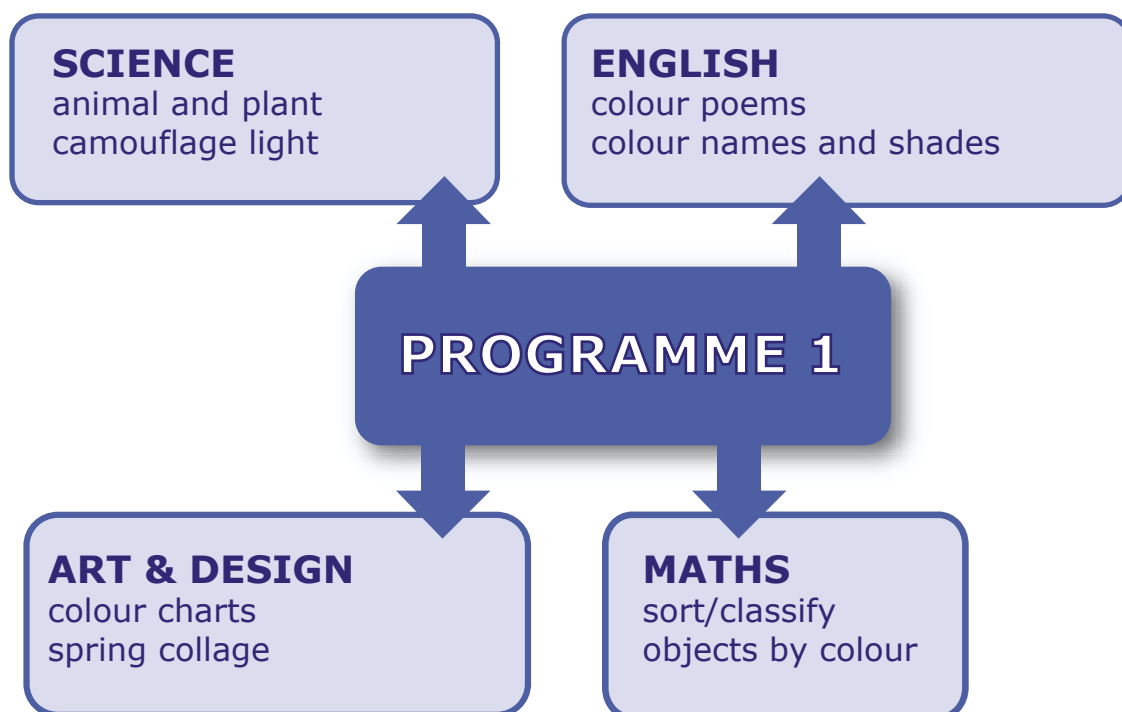 SCIENCE
animal and plant
camouflage light
ENGLISH
colour poems
colour names and shades
PROGRAMME 1
ART & DESIGN
colour charts
spring collage
MATHS
sort/classify
objects by colour